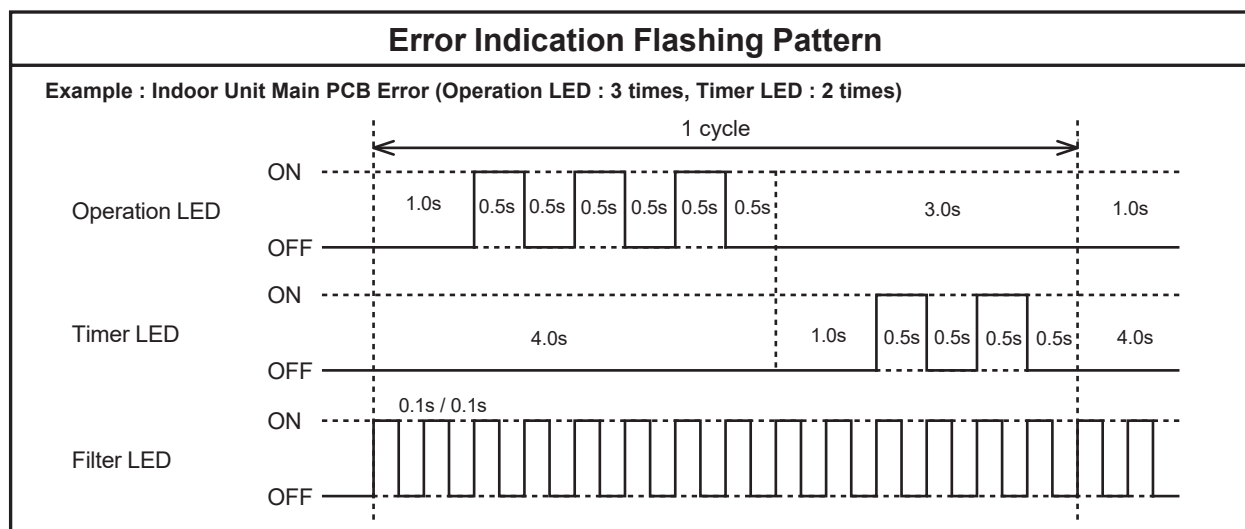 Error Indication Flashing Pattern
Example : Indoor Unit Main PCB Error (Operation LED : 3 times, Timer LED : 2 times)
1 cycle
ON
Operation LED
1.0s 0.5s 0.5s 0.5s 0.5s 0.5s 0.5s 3.0s 1.0s
OFF
ON
Timer LED
4.0s 1.0s 0.5s 0.5s 0.5s 0.5s 4.0s
OFF
0.1s / 0.1s
ON
Filter LED
OFF